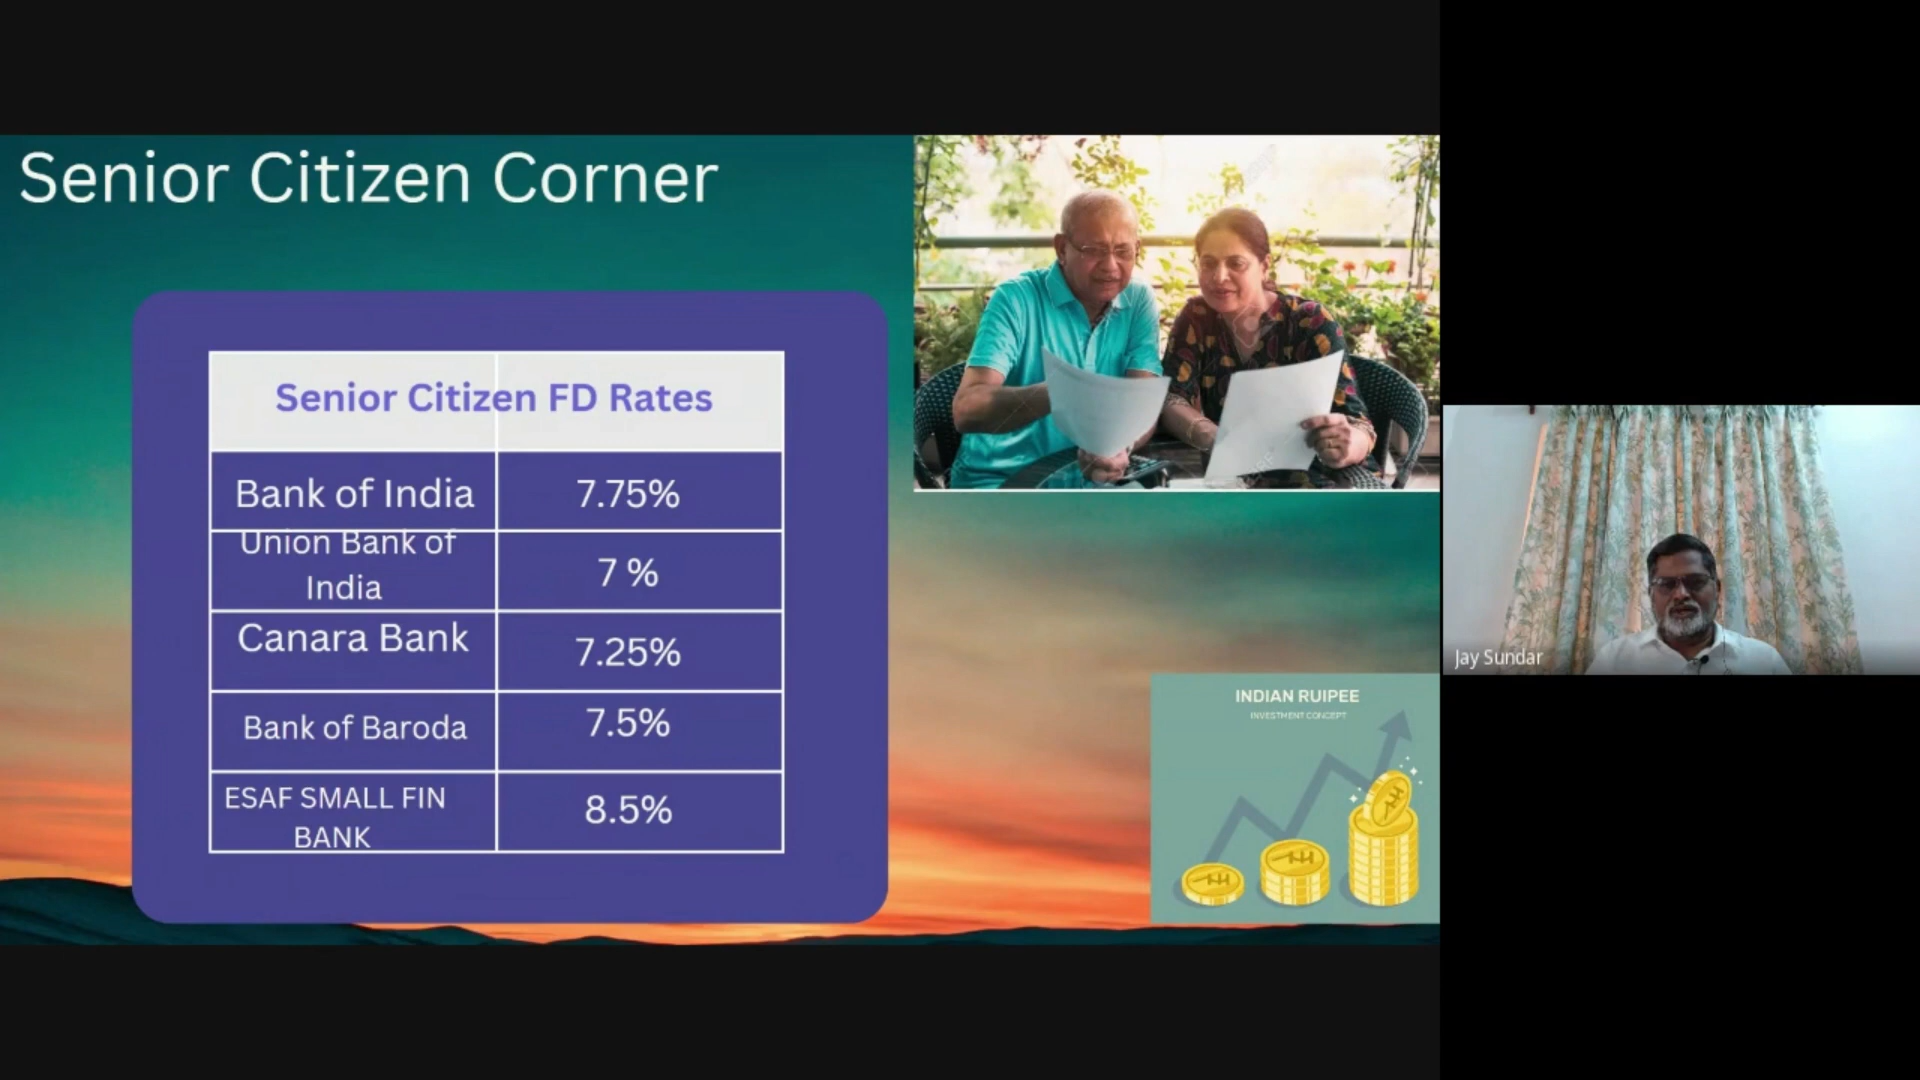 Senior Citizen Corner
Senior Citizen FD Rates
Bank of India
7.75%
Union Bank of
India
7 %
Canara Bank
7.25%
Bank of Baroda
7.5%
ESAF SMALL FIN
BANK
8.5%
INDIAN RUIPEE
INVESTMENT CONCEPT
Jay Sundar